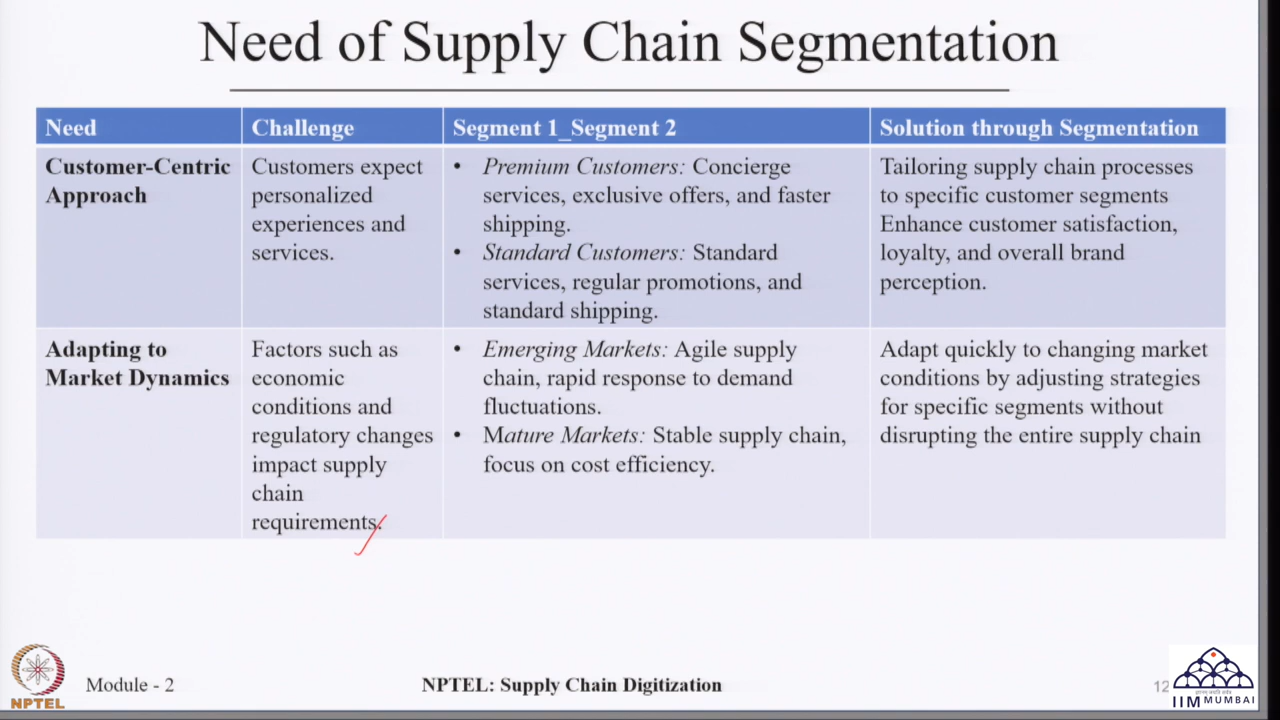 Need of Supply Chain Segmentation
Need
Challenge
Segment 1_Segment 2
Solution through Segmentation
Customer-Centric
Approach
Customers expect
personalized
experiences and
services.
• Premium Customers: Concierge
services, exclusive offers, and faster
shipping.
• Standard Customers: Standard
services, regular promotions, and
standard shipping.
Tailoring supply chain processes
to specific customer segments
Enhance customer satisfaction,
loyalty, and overall brand
perception.
Adapting to
Market Dynamics
Factors such as
economic
conditions and
regulatory changes
impact supply
chain
requirements.
• Emerging Markets: Agile supply
chain, rapid response to demand
fluctuations.
• Mature Markets: Stable supply chain,
focus on cost efficiency.
Adapt quickly to changing market
conditions by adjusting strategies
for specific segments without
disrupting the entire supply chain
NPTEL
Module - 2
NPTEL: Supply Chain Digitization
12
IIM MUMBAI